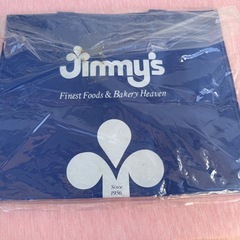 Jimmy's
Finest Foods & Bakery Heaven
Since
1956